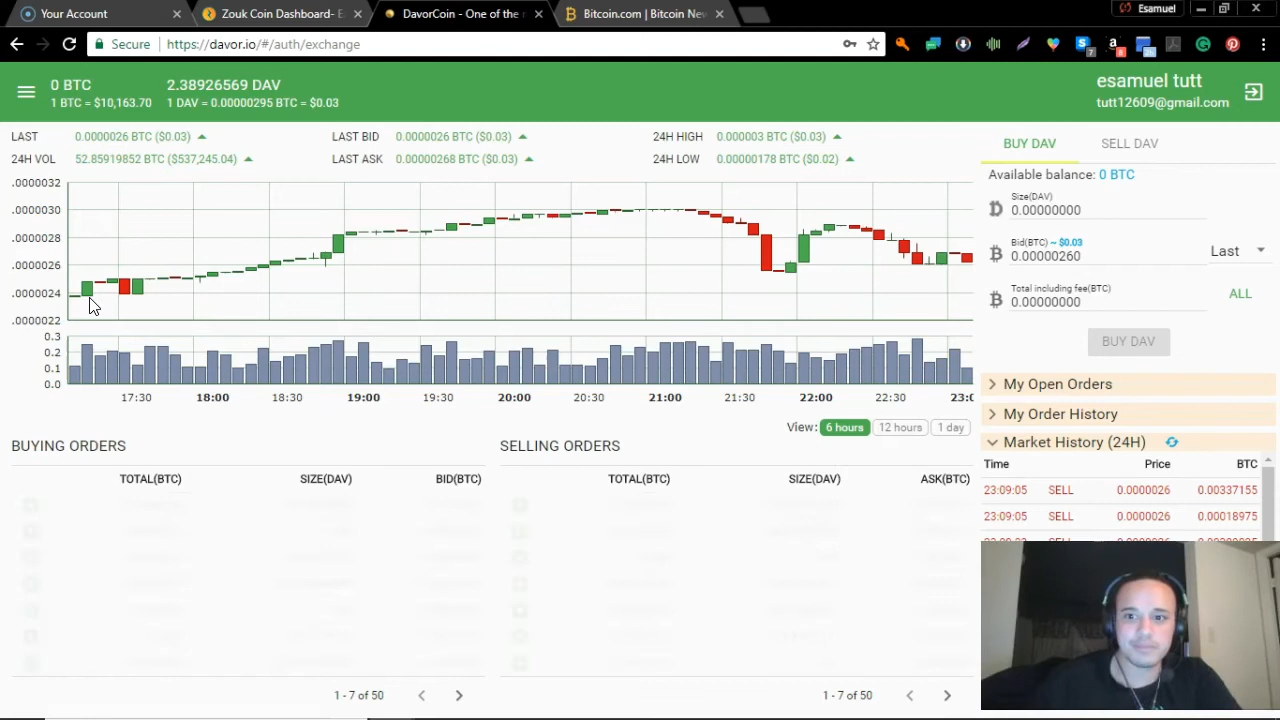 Your Account
Zouk Coin Dashboard- E
DavorCoin - One of the r
Bitcoin.com | Bitcoin Nev
Esamuel
Secure
https://davor.io/#/auth/exchange
0 BTC
1 BTC = $10,163.70
2.38926569 DAV
1 DAV = 0.00000295 BTC = $0.03
esamuel tutt
tutt12609@gmail.com
LAST 0.0000026 BTC ($0.03)
LAST BID 0.0000026 BTC ($0.03)
24H HIGH 0.000003 BTC ($0.03)
24H VOL 52.85919852 BTC ($537,245.04)
LAST ASK 0.00000268 BTC ($0.03)
24H LOW 0.00000178 BTC ($0.02)
.0000032
.0000030
.0000028
.0000026
.0000024
.0000022
0.3
0.2
0.1
0.0
17:30 18:00 18:30 19:00 19:30 20:00 20:30 21:00 21:30 22:00 22:30 23:0
View: 6 hours 12 hours 1 day
BUYING ORDERS
TOTAL(BTC) SIZE(DAV) BID(BTC)
1 - 7 of 50
SELLING ORDERS
TOTAL(BTC) SIZE(DAV) ASK(BTC)
1 - 7 of 50
BUY DAV SELL DAV
Available balance: 0 BTC
Size(DAV)
0.00000000
Bid(BTC) ~ $0.03
0.00000260
Last
Total including fee(BTC)
0.00000000
ALL
BUY DAV
My Open Orders
My Order History
Market History (24H)
Time Price BTC
23:09:05 SELL 0.0000026 0.00337155
23:09:05 SELL 0.0000026 0.00018975